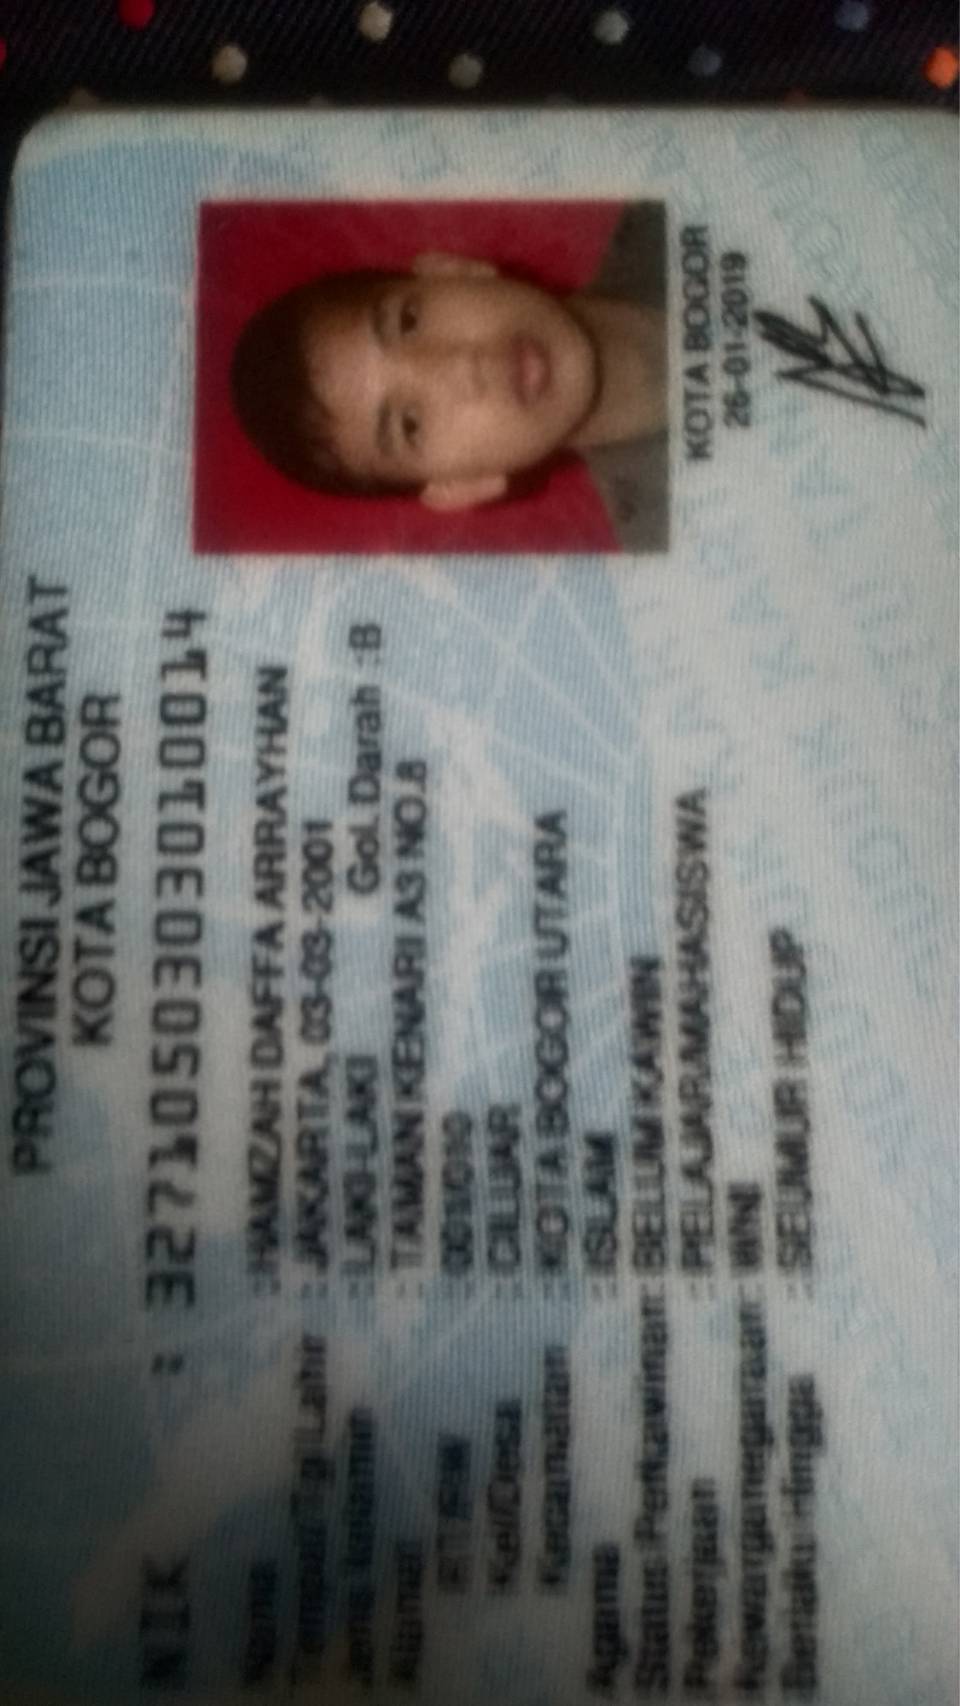 PROVINSI JAWA BARAT
KOTA BOGOR
NIK : 3271050303010014
Nama : HAMZAH DAFFA ARRAYHAN
Tempat/Tgl Lahir : JAKARTA, 03-03-2001
Jenis kelamin : LAKI-LAKI Gol. Darah : B
Alamat : TAMAN KENARI A3 NO.8
RT/RW :
Kel/Desa : CILUAR
Kecamatan : KOTA BOGOR UTARA
Agama : ISLAM
Status Perkawinan : BELUM KAWIN
Pekerjaan : PELAJAR/MAHASISWA
Kewarganegaraan : WNI
Berlaku Hingga : SEUMUR HIDUP
KOTA BOGOR
26-01-2019